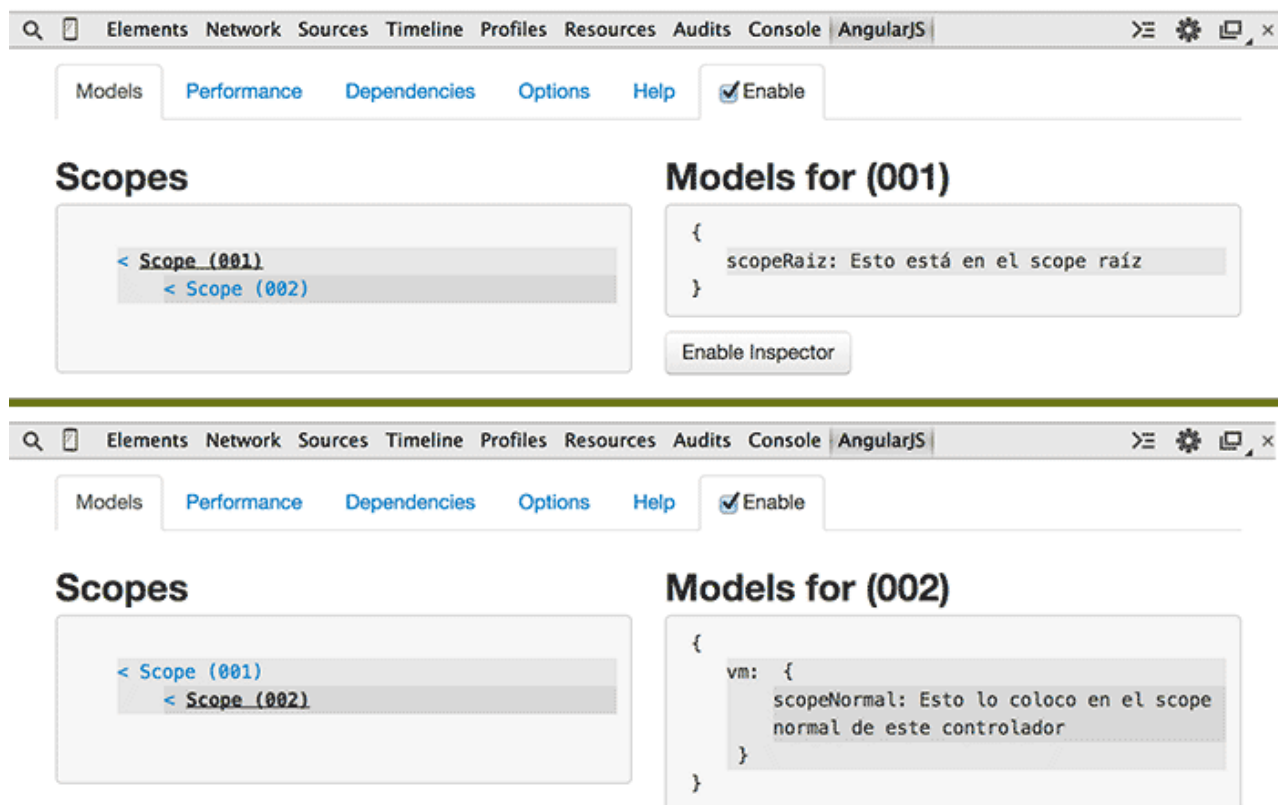 Elements Network Sources Timeline Profiles Resources Audits Console AngularJS
Models Performance Dependencies Options Help Enable
Scopes
< Scope (001)
< Scope (002)
Models for (001)
{
scopeRaiz: Esto está en el scope raíz
}
Enable Inspector
Elements Network Sources Timeline Profiles Resources Audits Console AngularJS
Models Performance Dependencies Options Help Enable
Scopes
< Scope (001)
< Scope (002)
Models for (002)
{
vm: {
scopeNormal: Esto lo coloco en el scope
normal de este controlador
}
}